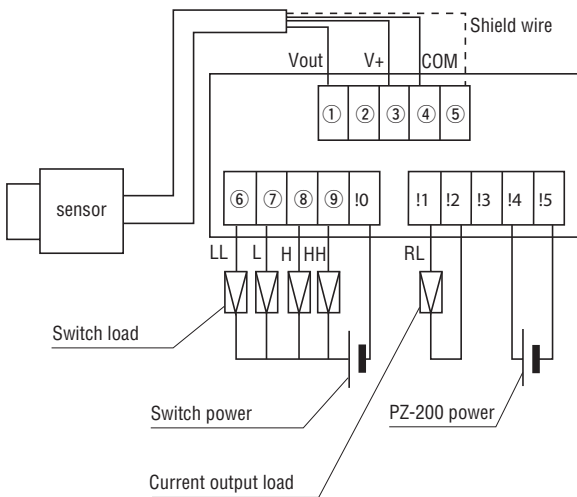 Shield wire
Vout V+ COM
① ② ③ ④ ⑤
sensor
⑥ ⑦ ⑧ ⑨ !0 !1 !2 !3 !4 !5
LL L H HH RL
Switch load
Switch power PZ-200 power
Current output load